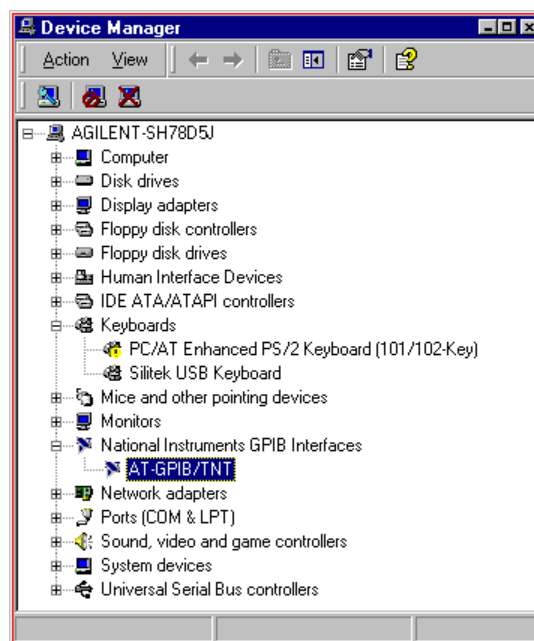 Device Manager
Action View
AGILENT-SH78D5J
Computer
Disk drives
Display adapters
Floppy disk controllers
Floppy disk drives
Human Interface Devices
IDE ATA/ATAPI controllers
Keyboards
PC/AT Enhanced PS/2 Keyboard (101/102-Key)
Silitek USB Keyboard
Mice and other pointing devices
Monitors
National Instruments GPIB Interfaces
AT-GPIB/TNT
Network adapters
Ports (COM & LPT)
Sound, video and game controllers
System devices
Universal Serial Bus controllers